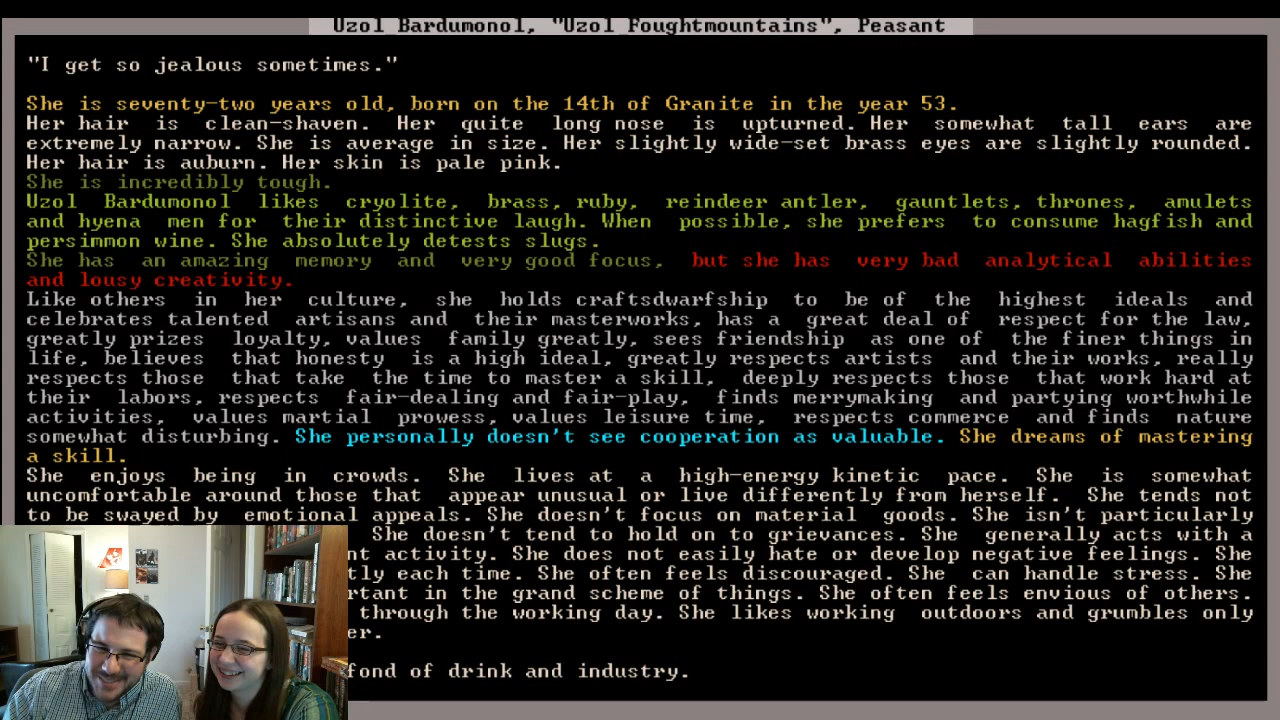 Uzol Bardumonol, "Uzol Foughtmountains", Peasant
"I get so jealous sometimes."
She is seventy-two years old, born on the 14th of Granite in the year 53.
Her hair is clean-shaven. Her quite long nose is upturned. Her somewhat tall ears are
extremely narrow. She is average in size. Her slightly wide-set brass eyes are slightly rounded.
Her hair is auburn. Her skin is pale pink.
She is incredibly tough.
Uzol Bardumonol likes cryolite, brass, ruby, reindeer antler, gauntlets, thrones, amulets
and hyena men for their distinctive laugh. When possible, she prefers to consume hagfish and
persimmon wine. She absolutely detests slugs.
She has an amazing memory and very good focus, but she has very bad analytical abilities
and lousy creativity.
Like others in her culture, she holds craftsdwarfship to be of the highest ideals and
celebrates talented artisans and their masterworks, has a great deal of respect for the law,
greatly prizes loyalty, values family greatly, sees friendship as one of the finer things in
life, believes that honesty is a high ideal, greatly respects artists and their works, really
respects those that take the time to master a skill, deeply respects those that work hard at
their labors, respects fair-dealing and fair-play, finds merrymaking and partying worthwhile
activities, values martial prowess, values leisure time, respects commerce and finds nature
somewhat disturbing. She personally doesn't see cooperation as valuable. She dreams of mastering
a skill.
She enjoys being in crowds. She lives at a high-energy kinetic pace. She is somewhat
uncomfortable around those that appear unusual or live differently from herself. She tends not
to be swayed by emotional appeals. She doesn't focus on material goods. She isn't particularly
She doesn't tend to hold on to grievances. She generally acts with a
nt activity. She does not easily hate or develop negative feelings. She
tly each time. She often feels discouraged. She can handle stress. She
rtant in the grand scheme of things. She often feels envious of others.
through the working day. She likes working outdoors and grumbles only
er.
fond of drink and industry.